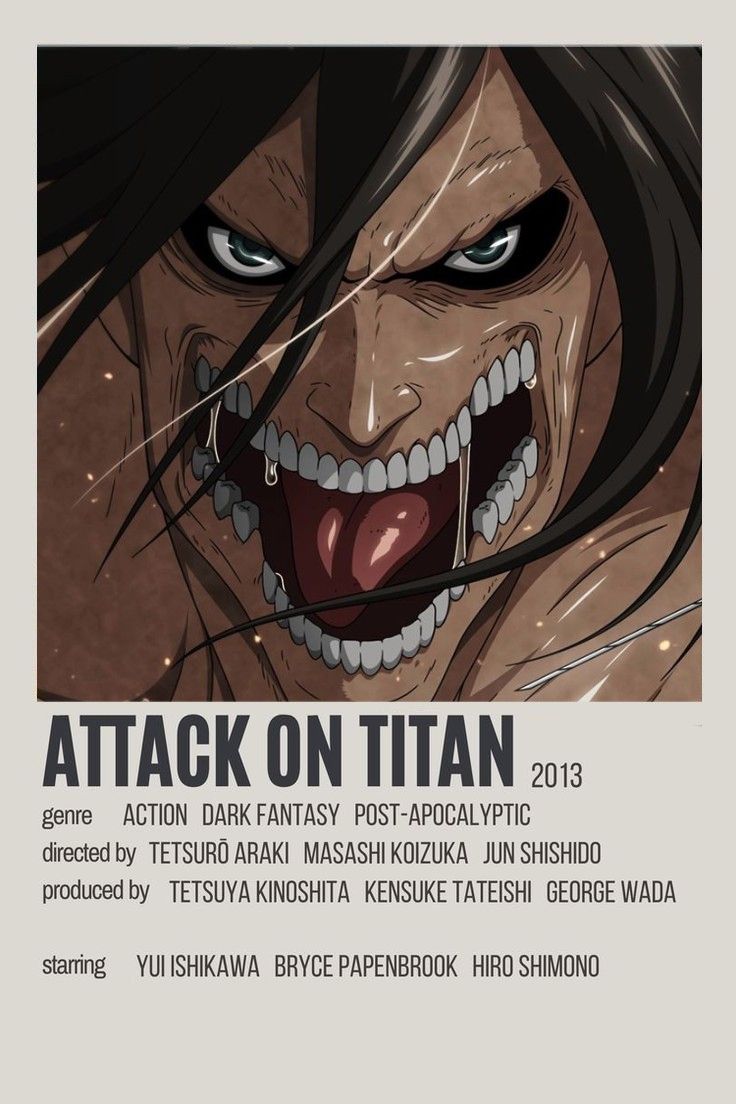 ATTACK ON TITAN 2013
genre ACTION DARK FANTASY POST-APOCALYPTIC
directed by TETSURŌ ARAKI MASASHI KOIZUKA JUN SHISHIDO
produced by TETSUYA KINOSHITA KENSUKE TATEISHI GEORGE WADA
starring YUI ISHIKAWA BRYCE PAPENBROOK HIRO SHIMONO